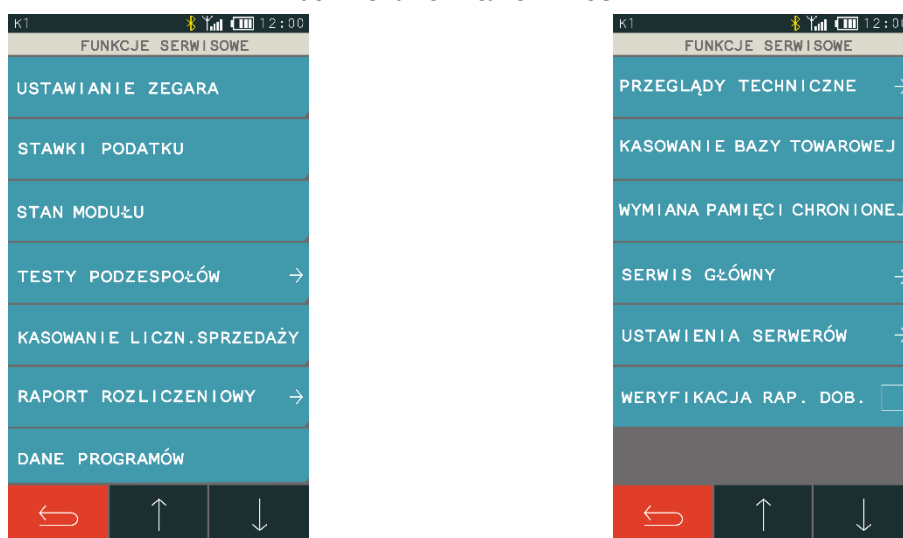 K1 12:00
FUNKCJE SERWISOWE
USTAWIANIE ZEGARA
STAWKI PODATKU
STAN MODUŁU
TESTY PODZESPOŁÓW →
KASOWANIE LICZN.SPRZEDAŻY
RAPORT ROZLICZENIOWY →
DANE PROGRAMÓW
K1 12:00
FUNKCJE SERWISOWE
PRZEGLĄDY TECHNICZNE →
KASOWANIE BAZY TOWAROWEJ
WYMIANA PAMIĘCI CHRONIONEJ
SERWIS GŁÓWNY →
USTAWIENIA SERWERÓW →
WERYFIKACJA RAP. DOB.